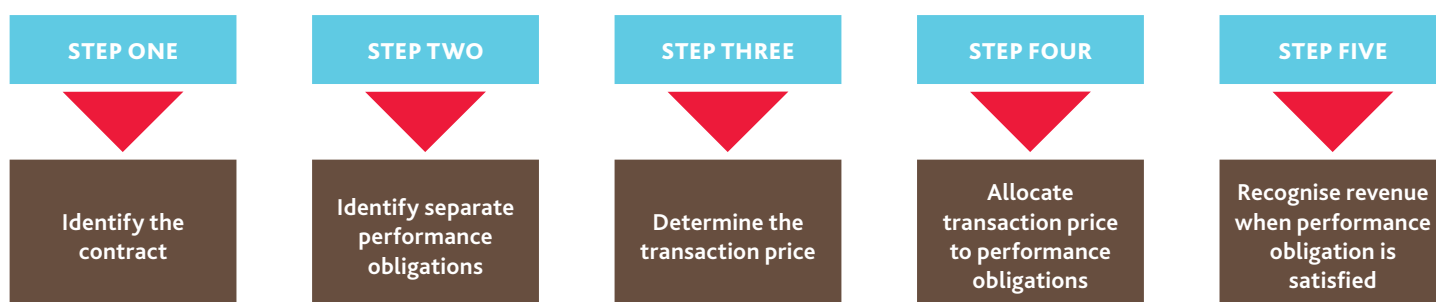 STEP ONE
STEP TWO
STEP THREE
STEP FOUR
STEP FIVE
Identify the
contract
Identify separate
performance
obligations
Determine the
transaction price
Allocate
transaction price
to performance
obligations
Recognise revenue
when performance
obligation is
satisfied